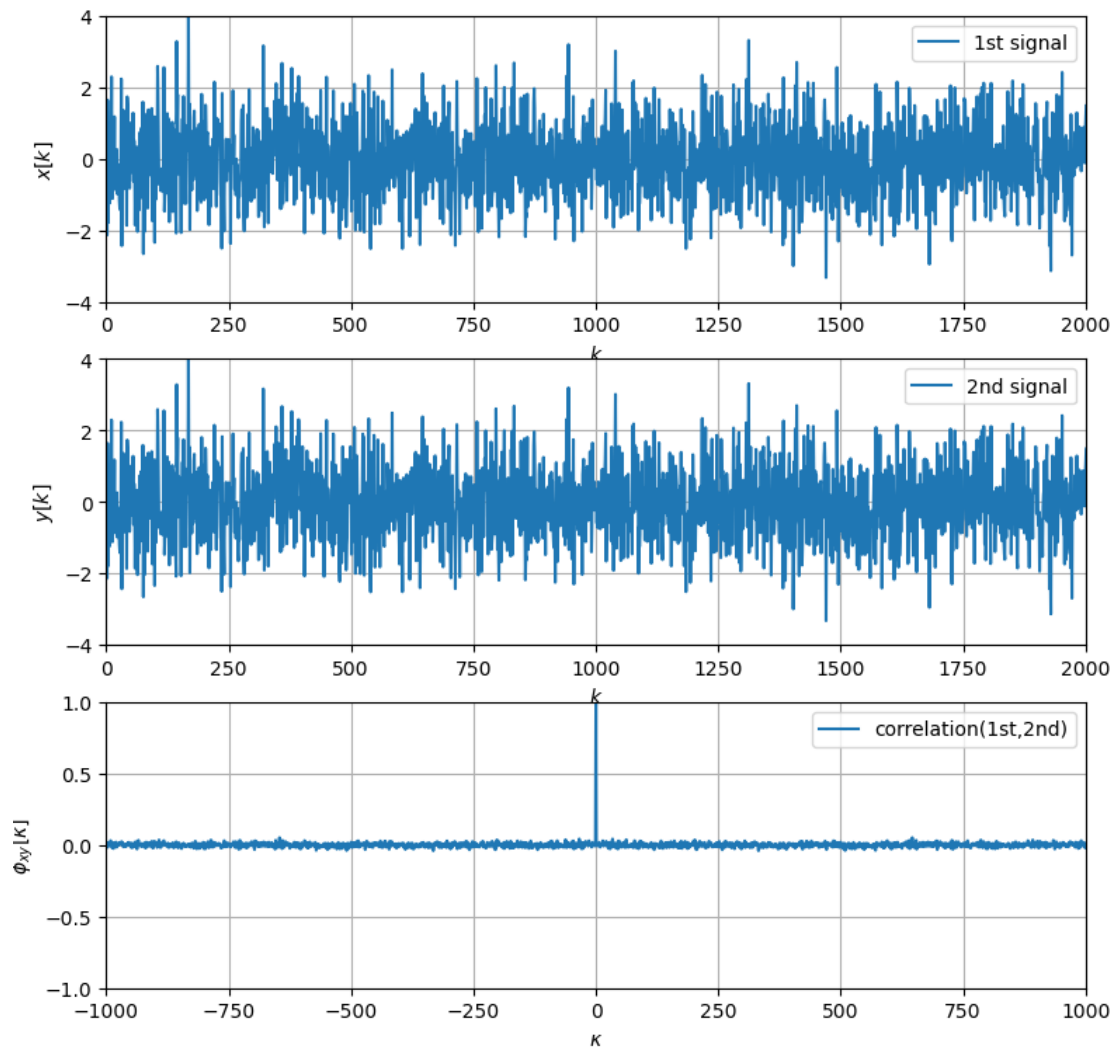 4
2
0
−2
−4
x[k]
1st signal
0 250 500 750 1000 1250 1500 1750 2000
k
4
2
0
−2
−4
y[k]
2nd signal
0 250 500 750 1000 1250 1500 1750 2000
k
1.0
0.5
0.0
−0.5
−1.0
ϕxy[κ]
correlation(1st,2nd)
−1000 −750 −500 −250 0 250 500 750 1000
κ